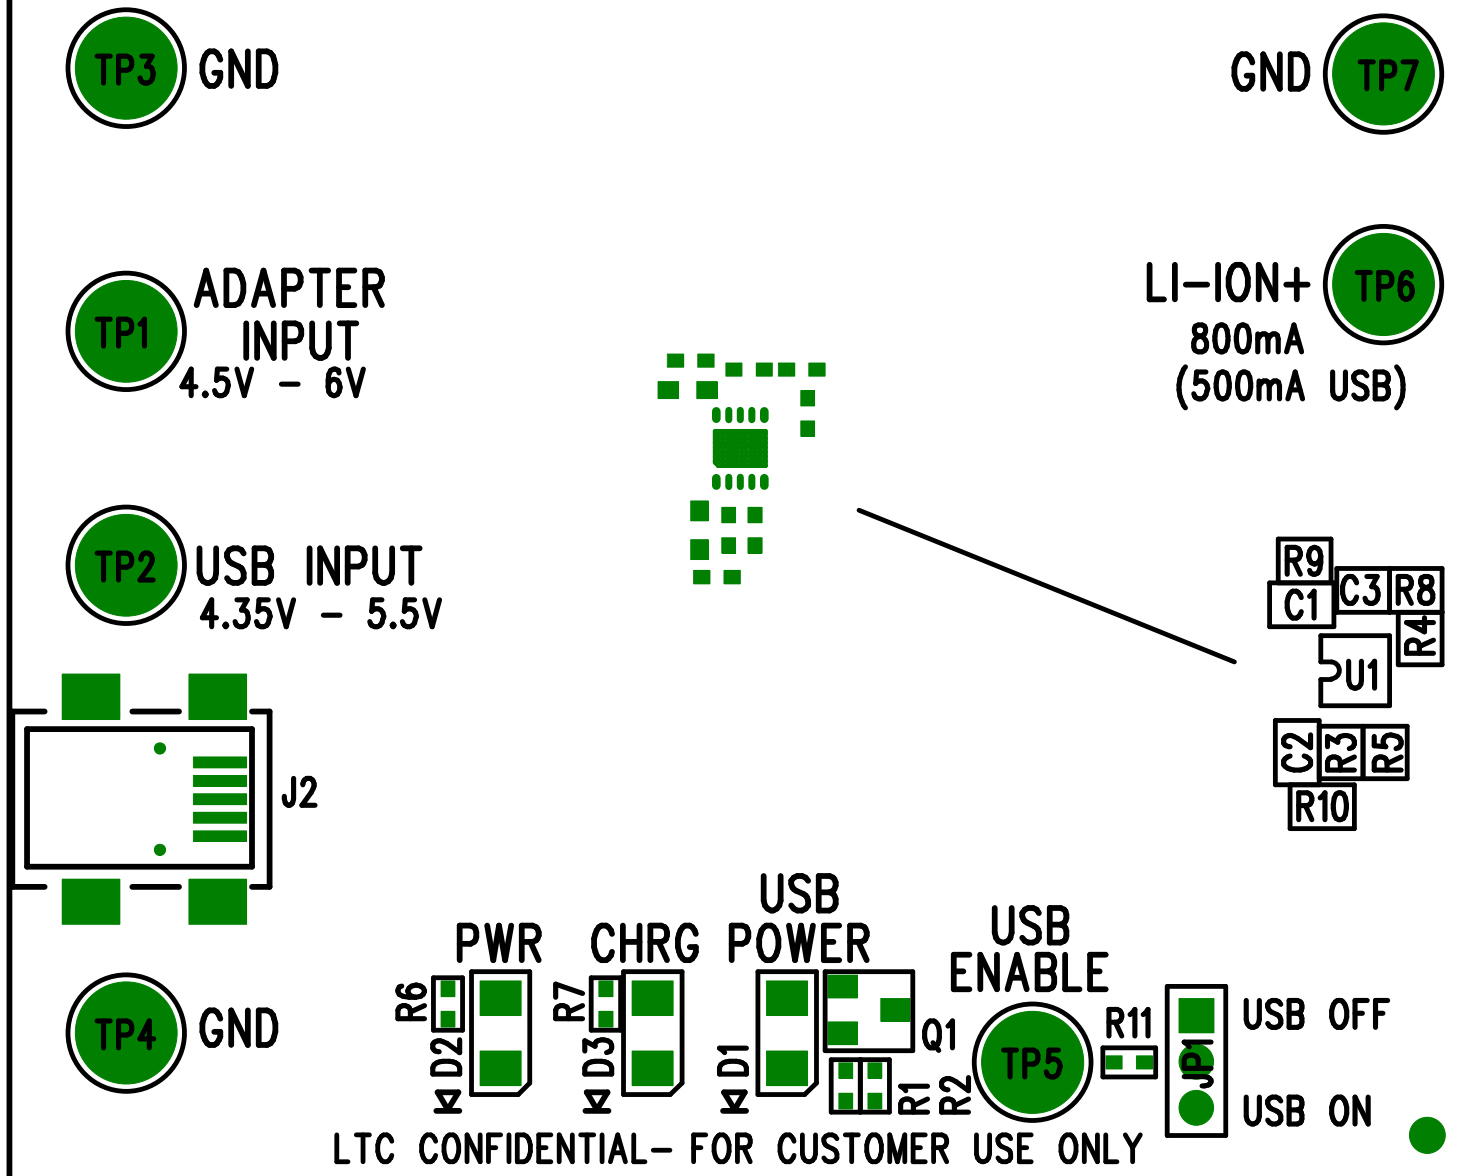 TP3 GND
GND TP7
ADAPTER
TP1 INPUT
4.5V - 6V
LI-ION+ TP6
800mA
(500mA USB)
TP2 USB INPUT
4.35V - 5.5V
R9
C1 C3 R8
R4
U1
C2 R3 R5
R10
J2
TP4 GND
PWR
R6
D2
CHRG
R7
D3
USB
POWER
D1
Q1
R1
R2
USB
ENABLE
TP5
R11
JP1
USB OFF
USB ON
LTC CONFIDENTIAL- FOR CUSTOMER USE ONLY